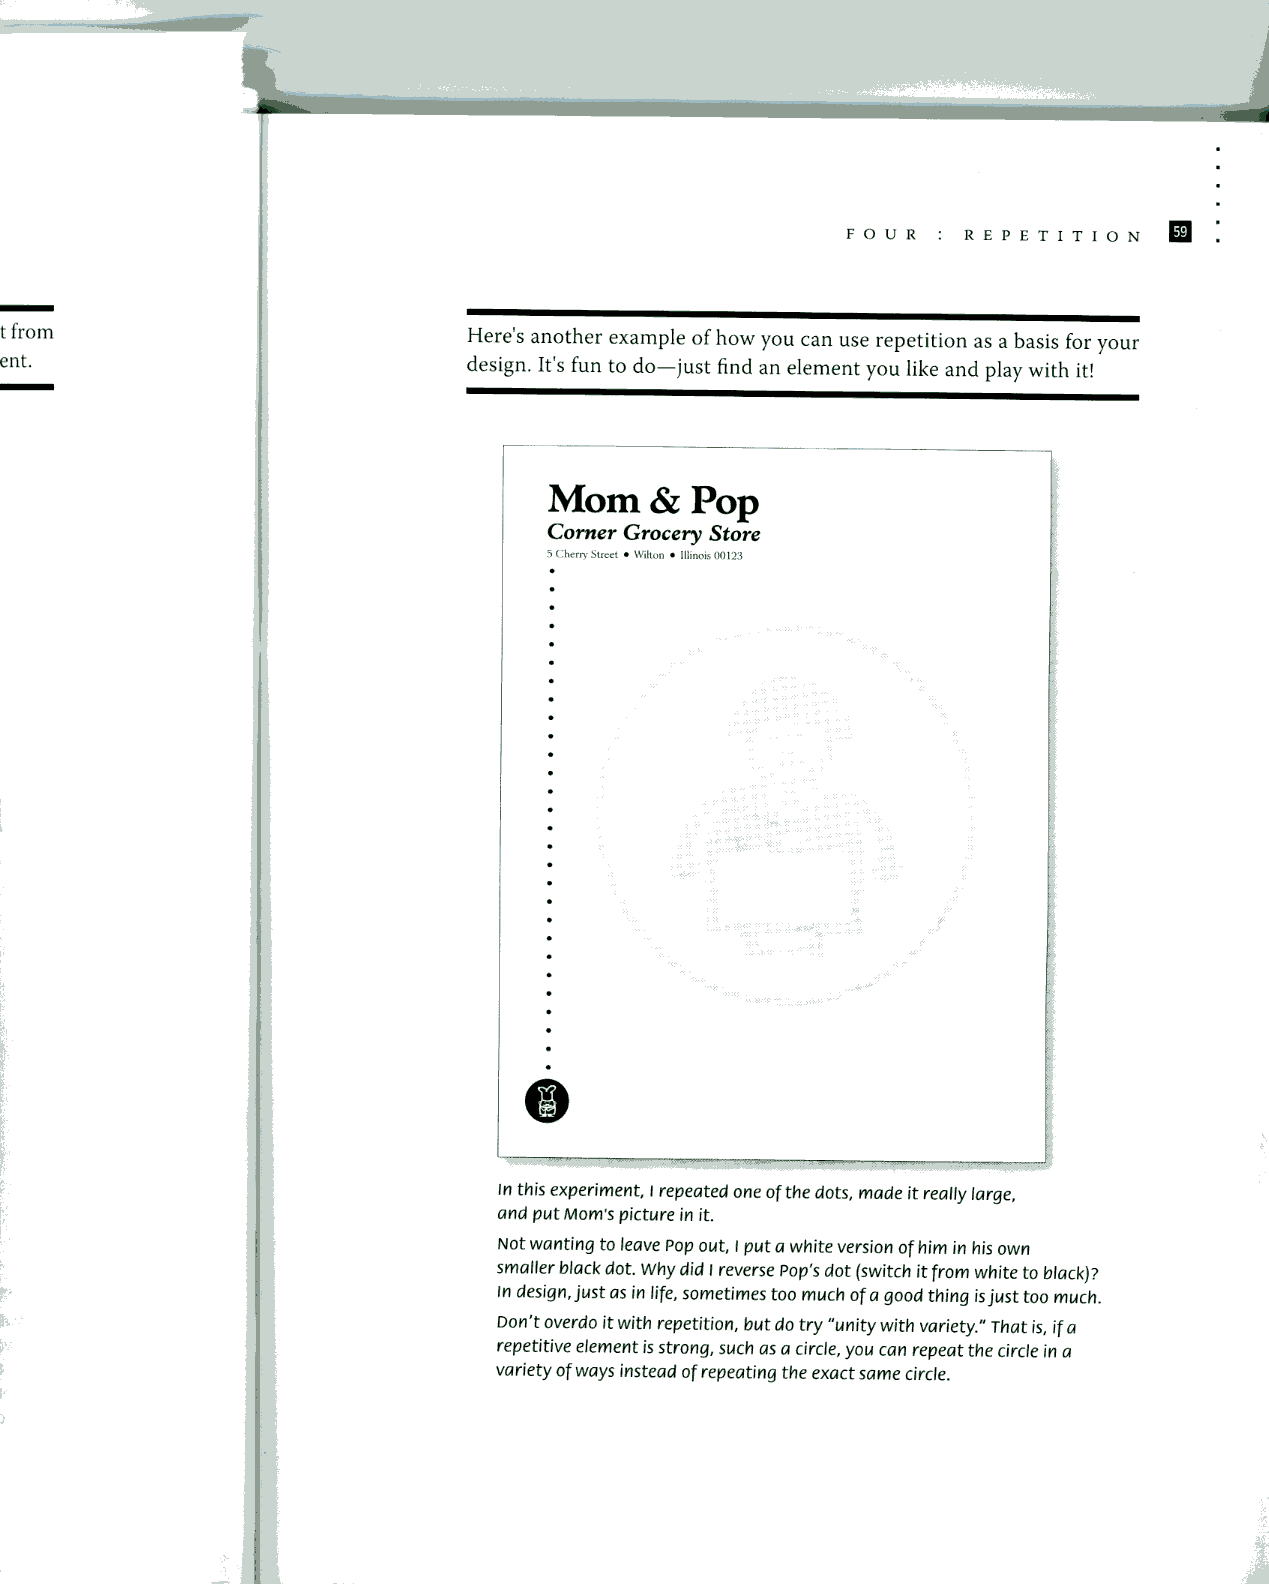 t from
ent.
FOUR : REPETITION 59
Here's another example of how you can use repetition as a basis for your
design. It's fun to do—just find an element you like and play with it!
Mom & Pop
Corner Grocery Store
5 Cherry Street • Wilton • Illinois 00123
In this experiment, I repeated one of the dots, made it really large,
and put Mom's picture in it.
Not wanting to leave Pop out, I put a white version of him in his own
smaller black dot. Why did I reverse Pop's dot (switch it from white to black)?
In design, just as in life, sometimes too much of a good thing is just too much.
Don't overdo it with repetition, but do try "unity with variety." That is, if a
repetitive element is strong, such as a circle, you can repeat the circle in a
variety of ways instead of repeating the exact same circle.